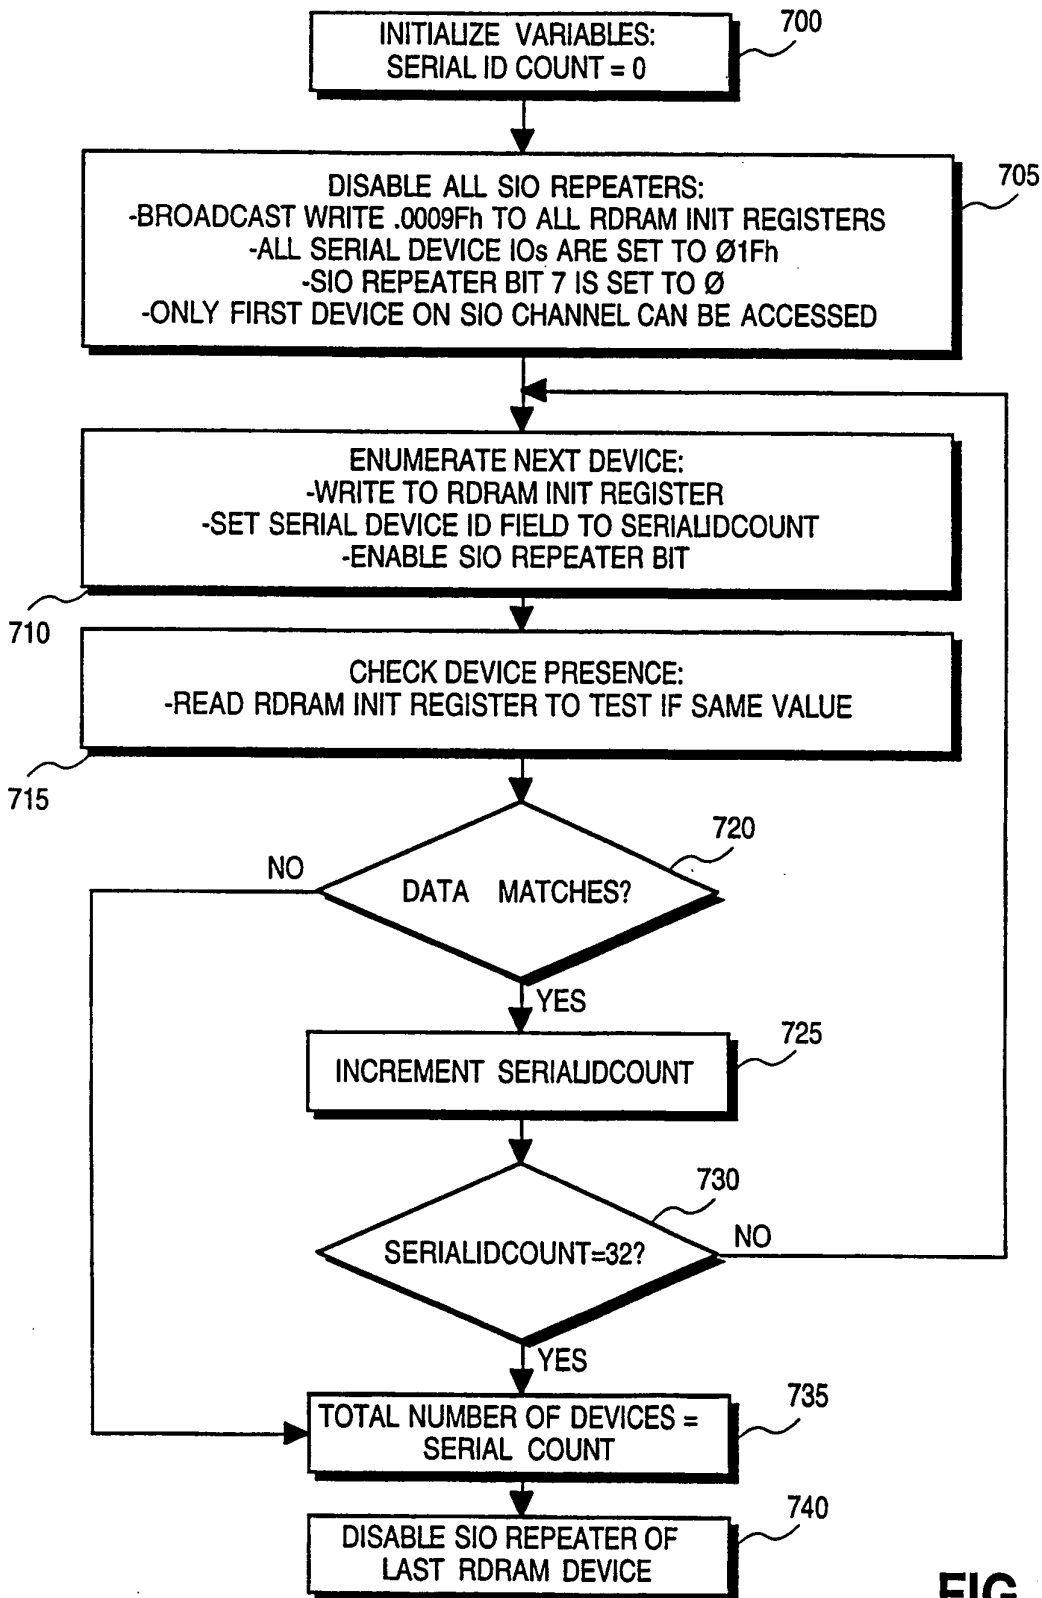 INITIALIZE VARIABLES:
SERIAL ID COUNT = 0
700
DISABLE ALL SIO REPEATERS:
-BROADCAST WRITE .0009Fh TO ALL RDRAM INIT REGISTERS
-ALL SERIAL DEVICE IOs ARE SET TO Ø1Fh
-SIO REPEATER BIT 7 IS SET TO Ø
-ONLY FIRST DEVICE ON SIO CHANNEL CAN BE ACCESSED
705
ENUMERATE NEXT DEVICE:
-WRITE TO RDRAM INIT REGISTER
-SET SERIAL DEVICE ID FIELD TO SERIALIDCOUNT
-ENABLE SIO REPEATER BIT
710
CHECK DEVICE PRESENCE:
-READ RDRAM INIT REGISTER TO TEST IF SAME VALUE
715
DATA MATCHES?
720
NO
YES
INCREMENT SERIALIDCOUNT
725
SERIALIDCOUNT=32?
730
NO
YES
TOTAL NUMBER OF DEVICES =
SERIAL COUNT
735
DISABLE SIO REPEATER OF
LAST RDRAM DEVICE
740
FIG